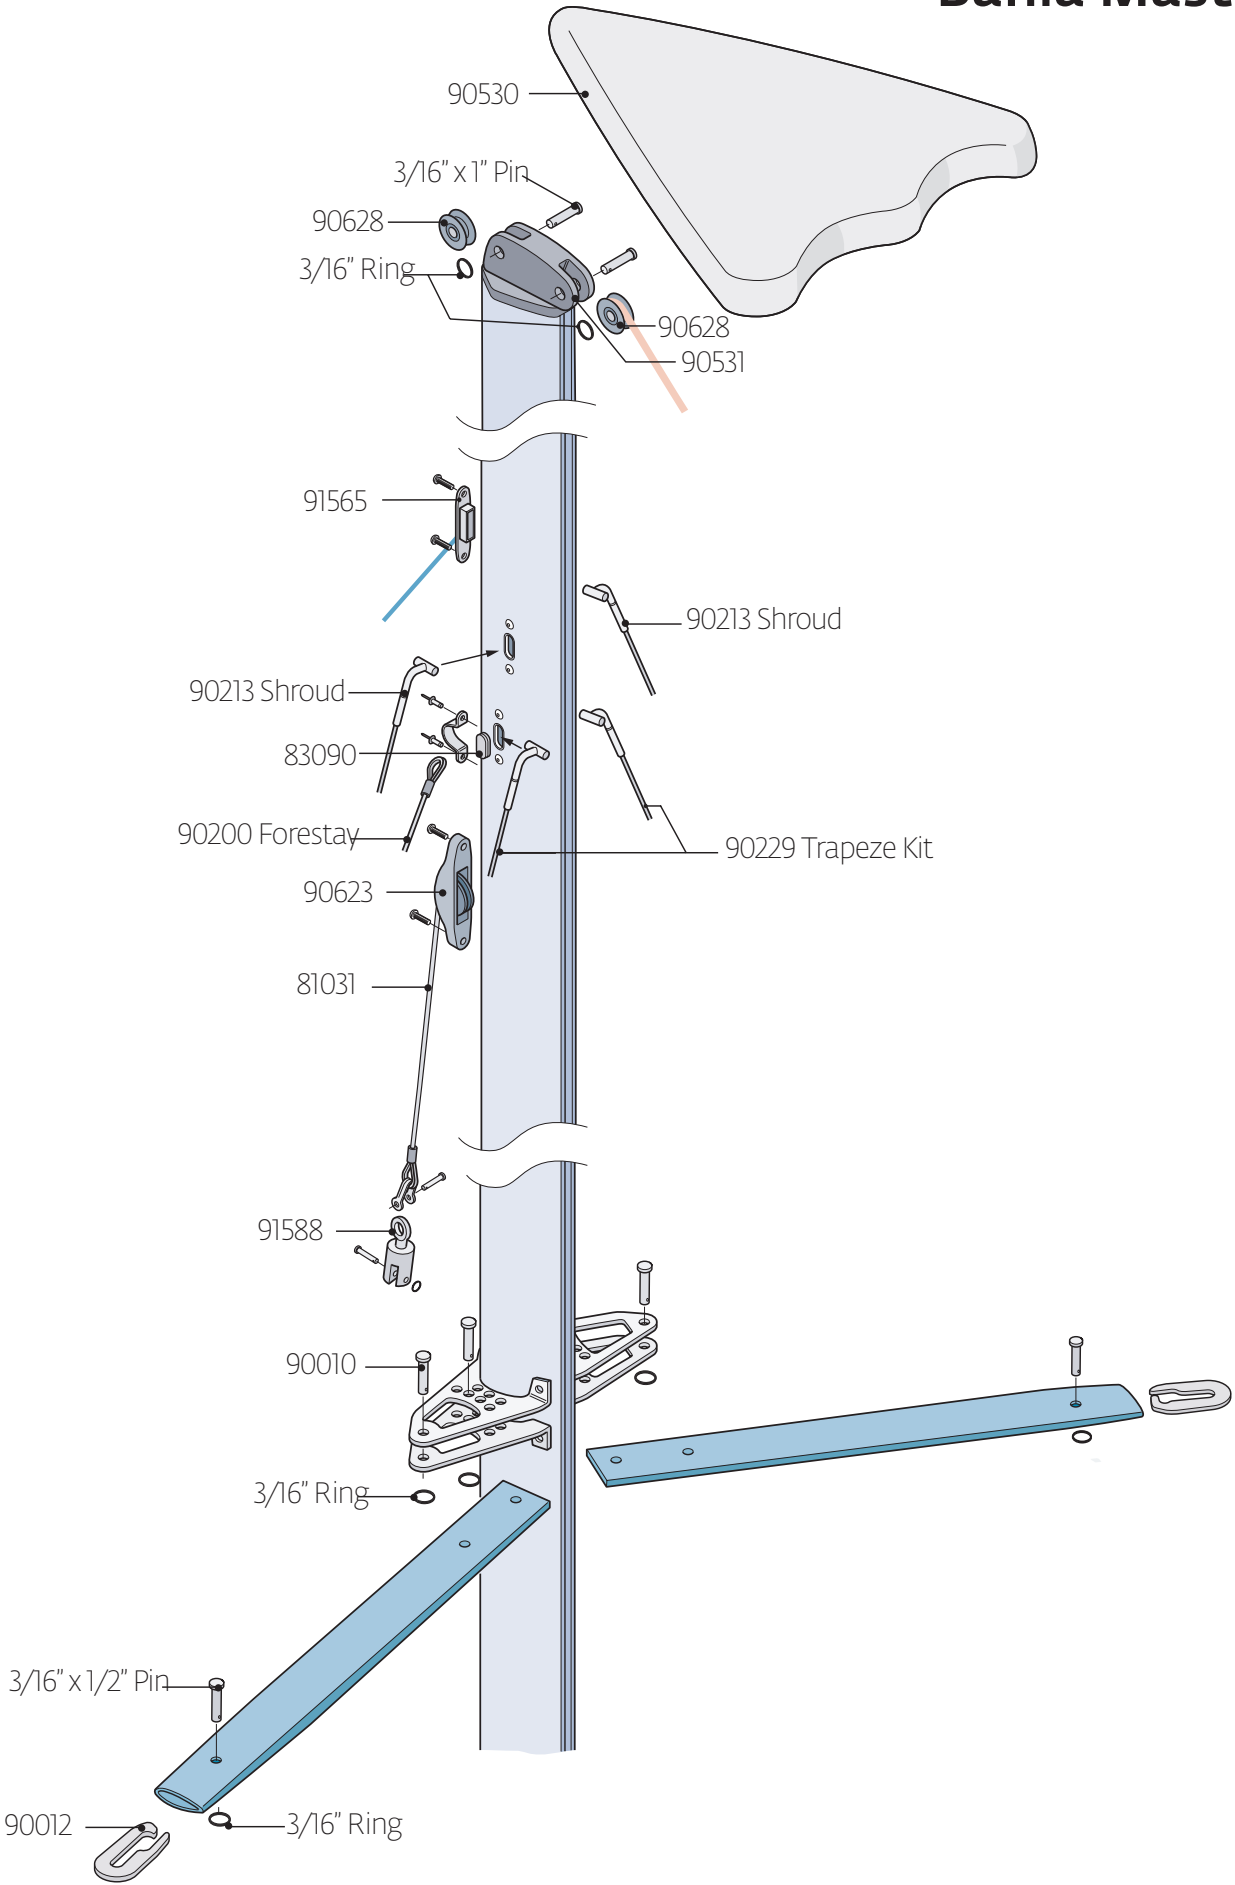 90530
3/16” x 1” Pin
90628
3/16” Ring
90628
90531
91565
90213 Shroud
90213 Shroud
83090
90200 Forestay
90229 Trapeze Kit
90623
81031
91588
90010
3/16” Ring
3/16” x 1/2” Pin
90012
3/16” Ring